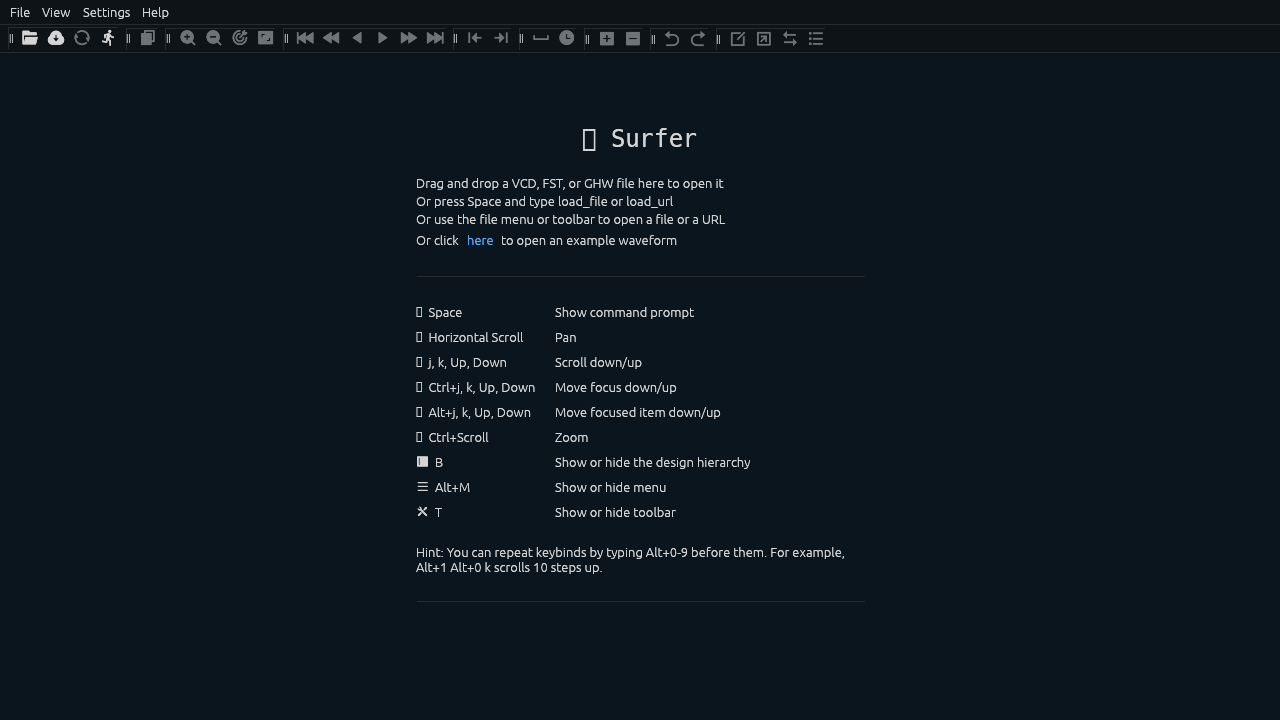 File View Settings Help
Surfer
Drag and drop a VCD, FST, or GHW file here to open it
Or press Space and type load_file or load_url
Or use the file menu or toolbar to open a file or a URL
Or click here to open an example waveform
Space Show command prompt
Horizontal Scroll Pan
j, k, Up, Down Scroll down/up
Ctrl+j, k, Up, Down Move focus down/up
Alt+j, k, Up, Down Move focused item down/up
Ctrl+Scroll Zoom
B Show or hide the design hierarchy
Alt+M Show or hide menu
T Show or hide toolbar
Hint: You can repeat keybinds by typing Alt+0-9 before them. For example,
Alt+1 Alt+0 k scrolls 10 steps up.